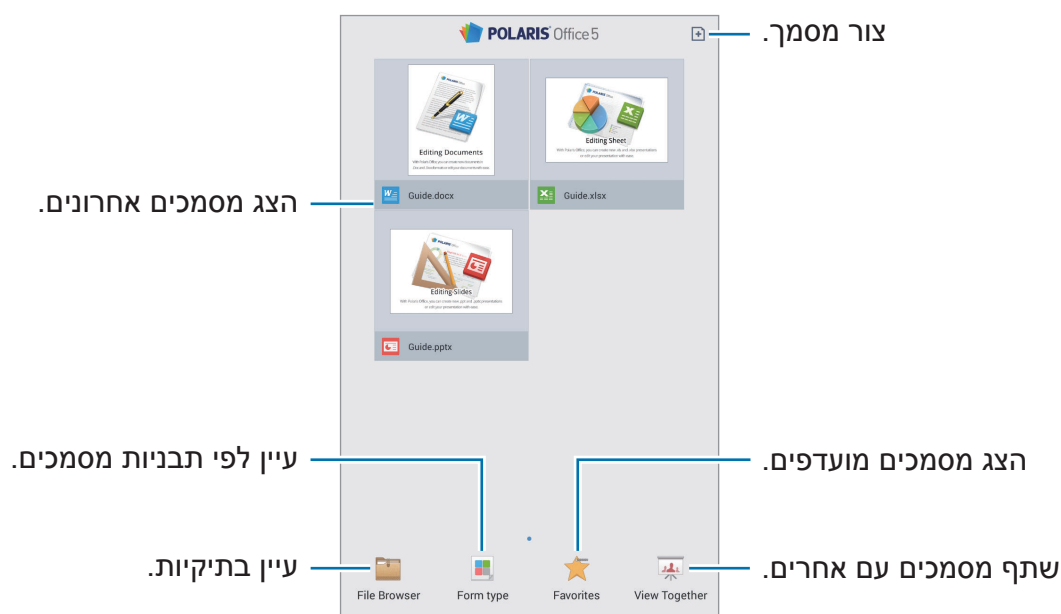 POLARIS Office 5
צור מסמך.
Editing Documents
Editing Sheet
הצג מסמכים אחרונים.
Guide.docx
Guide.xlsx
Editing Slides
Guide.pptx
עיין לפי תבניות מסמכים.
הצג מסמכים מועדפים.
עיין בתיקיות.
שתף מסמכים עם אחרים.
File Browser
Form type
Favorites
View Together